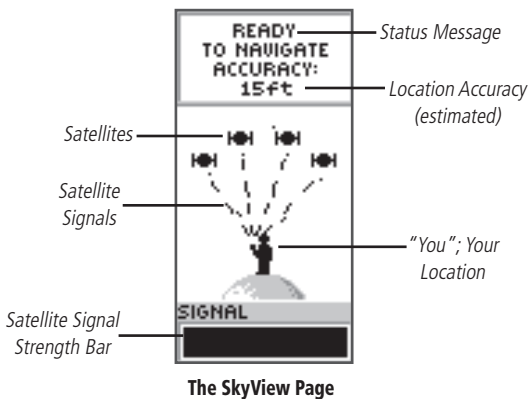 READY
TO NAVIGATE
ACCURACY:
15ft
Status Message
Location Accuracy
(estimated)
Satellites
Satellite
Signals
“You”; Your
Location
SIGNAL
Satellite Signal
Strength Bar
The SkyView Page